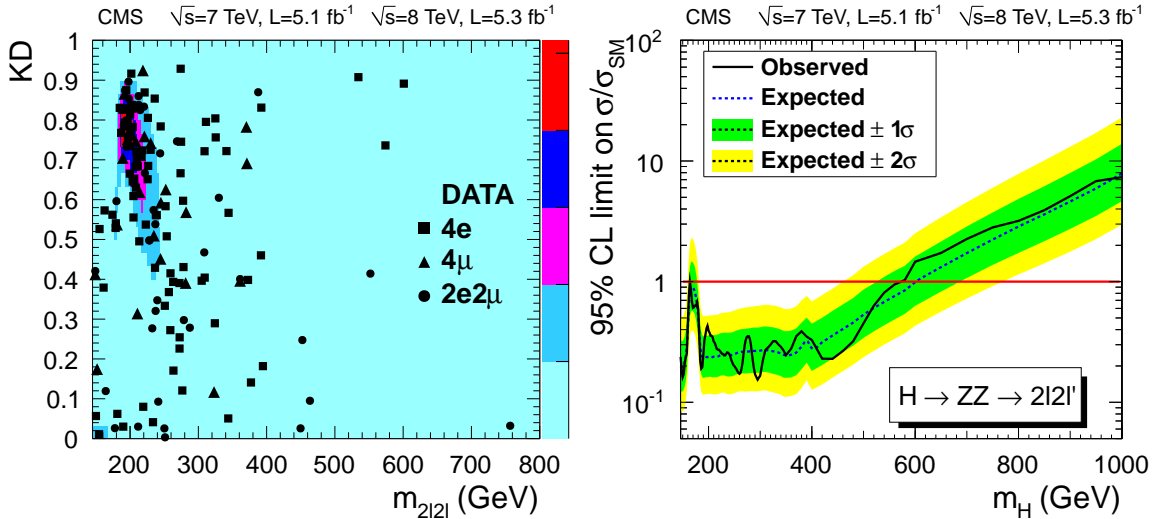 CMS √s=7 TeV, L=5.1 fb⁻¹ √s=8 TeV, L=5.3 fb⁻¹
KD
1
0.9
0.8
0.7
0.6
0.5
0.4
0.3
0.2
0.1
0
DATA
4e
4μ
2e2μ
200 300 400 500 600 700 800
m2l2l (GeV)
CMS √s=7 TeV, L=5.1 fb⁻¹ √s=8 TeV, L=5.3 fb⁻¹
95% CL limit on σ/σSM
10²
10
1
10⁻¹
Observed
Expected
Expected ± 1σ
Expected ± 2σ
H → ZZ → 2l2l'
200 400 600 800 1000
mH (GeV)